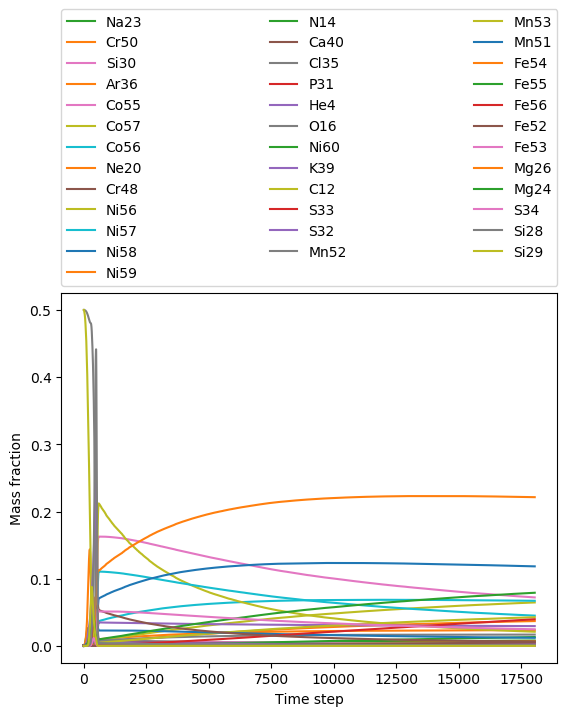 Na23 N14 Mn53
Cr50 Ca40 Mn51
Si30 Cl35 Fe54
Ar36 P31 Fe55
Co55 He4 Fe56
Co57 O16 Fe52
Co56 Ni60 Fe53
Ne20 K39 Mg26
Cr48 C12 Mg24
Ni56 S33 S34
Ni57 S32 Si28
Ni58 Mn52 Si29
Ni59
0.5
0.4
0.3
0.2
0.1
0.0
Mass fraction
0 2500 5000 7500 10000 12500 15000 17500
Time step